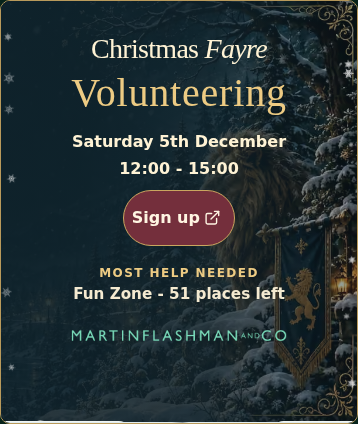 Christmas Fayre
Volunteering
Saturday 5th December
12:00 - 15:00
Sign up
MOST HELP NEEDED
Fun Zone - 51 places left
MARTINFLASHMANANDCO